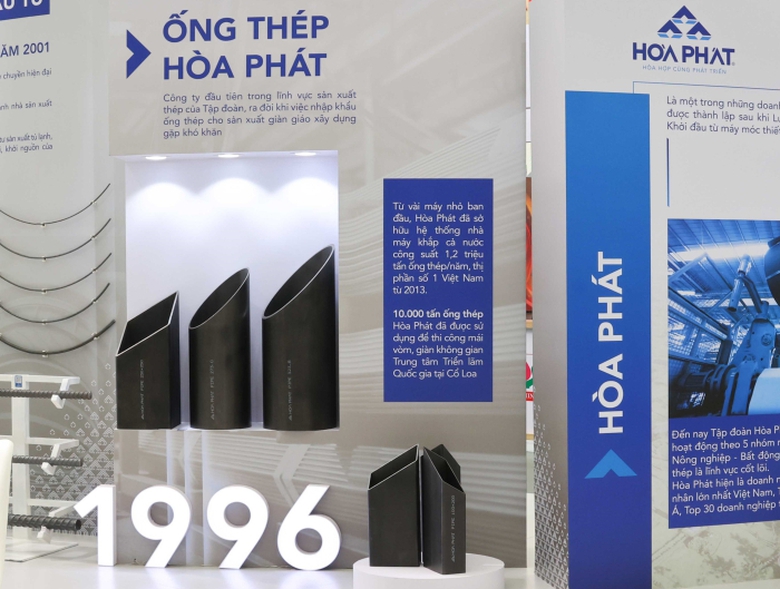 ĂM 2001
chuyền hiện đại
ỐNG THÉP
HÒA PHÁT
Công ty đầu tiên trong lĩnh vực sản xuất
thép của Tập đoàn, ra đời khi việc nhập khẩu
ống thép cho sản xuất giàn giáo xây dựng
gặp khó khăn
Từ vài máy nhỏ ban
đầu, Hòa Phát đã sở
hữu hệ thống nhà
máy khắp cả nước
công suất 1,2 triệu
tấn ống thép/năm, thị
phần số 1 Việt Nam
từ 2013.
10.000 tấn ống thép
Hòa Phát đã được sử
dụng để thi công mái
vòm, giàn không gian
Trung tâm Triển lãm
Quốc gia tại Cổ Loa
1996
HÒA PHÁT
HÒA HỢP CÙNG PHÁT TRIỂN
HÒA PHÁT
Là một trong những doanh
được thành lập sau khi Lu
Khởi đầu từ máy móc thiết
Đến nay Tập đoàn Hòa P
hoạt động theo 5 nhóm n
Nông nghiệp - Bất động
thép là lĩnh vực cốt lõi.
Hòa Phát hiện là doanh n
nhân lớn nhất Việt Nam,
Á, Top 30 doanh nghiệp t